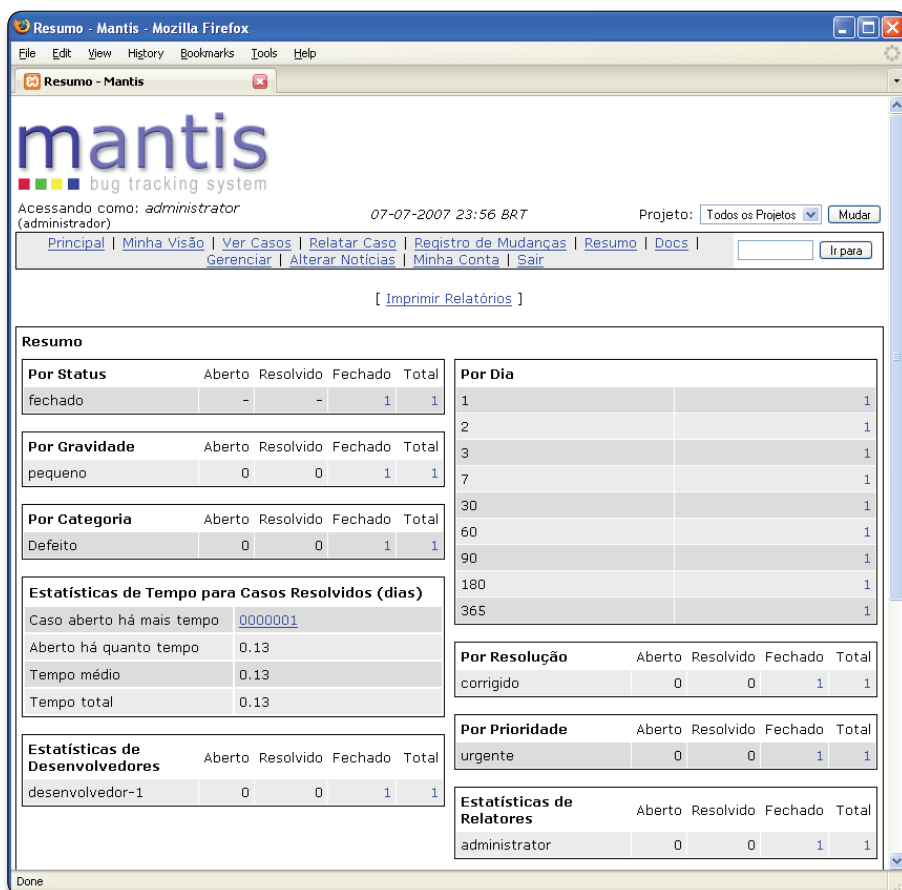 Resumo - Mantis - Mozilla Firefox
File Edit View History Bookmarks Tools Help
Resumo - Mantis
mantis
bug tracking system
Acessando como: administrator
(administrador)
07-07-2007 23:56 BRT
Projeto: Todos os Projetos Mudar
Principal | Minha Visão | Ver Casos | Relatar Caso | Registro de Mudanças | Resumo | Docs |
Gerenciar | Alterar Notícias | Minha Conta | Sair
Ir para
[ Imprimir Relatórios ]
Resumo
Por Status Aberto Resolvido Fechado Total
fechado - - 1 1
Por Gravidade Aberto Resolvido Fechado Total
pequeno 0 0 1 1
Por Categoria Aberto Resolvido Fechado Total
Defeito 0 0 1 1
Estatísticas de Tempo para Casos Resolvidos (dias)
Caso aberto há mais tempo 0000001
Aberto há quanto tempo 0.13
Tempo médio 0.13
Tempo total 0.13
Estatísticas de
Desenvolvedores Aberto Resolvido Fechado Total
desenvolvedor-1 0 0 1 1
Por Dia
1 1
2 1
3 1
7 1
30 1
60 1
90 1
180 1
365 1
Por Resolução Aberto Resolvido Fechado Total
corrigido 0 0 1 1
Por Prioridade Aberto Resolvido Fechado Total
urgente 0 0 1 1
Estatísticas de
Relatores Aberto Resolvido Fechado Total
administrator 0 0 1 1
Done